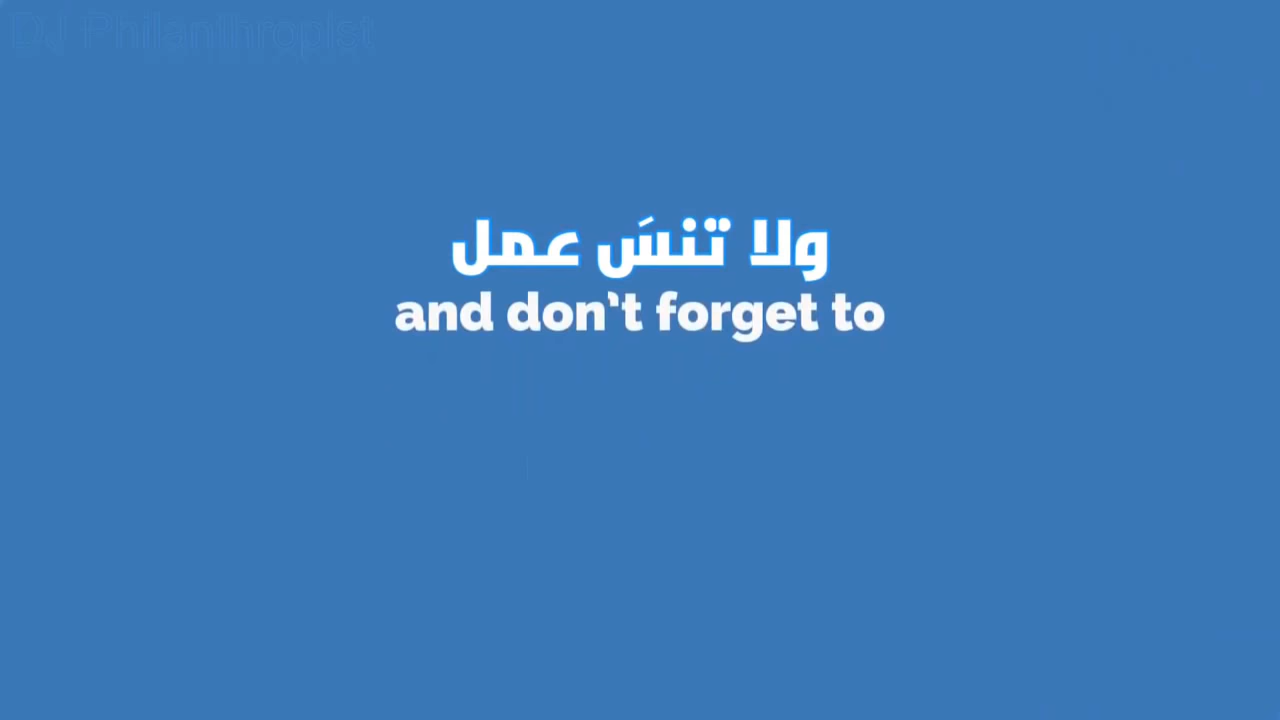 DJ Philanthropist
ولا تنسَ عمل
and don't forget to